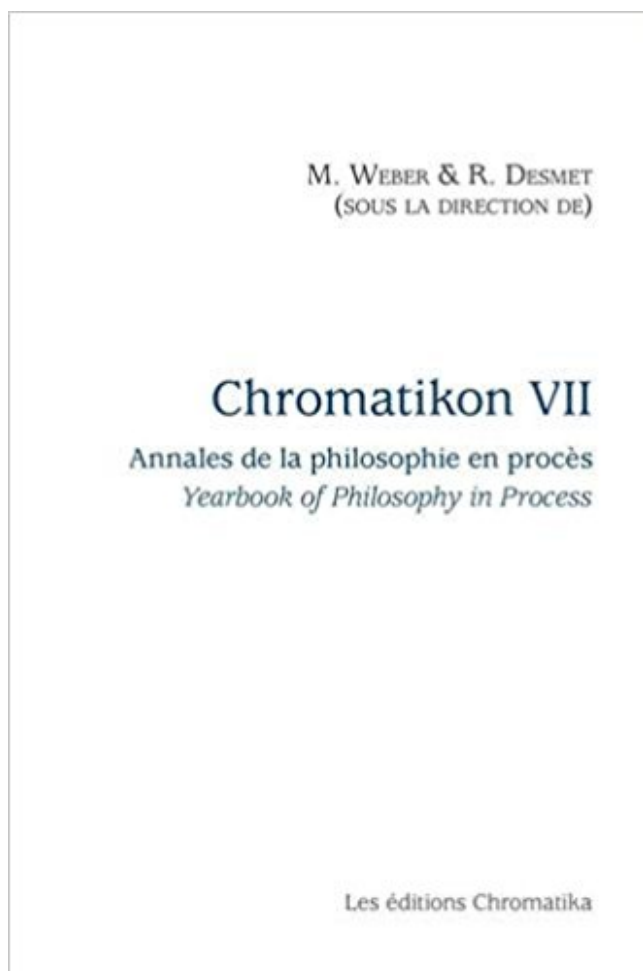 M. WEBER & R. DESMET
(SOUS LA DIRECTION DE)
Chromatikon VII
Annales de la philosophie en procès
Yearbook of Philosophy in Process
Les éditions Chromatika